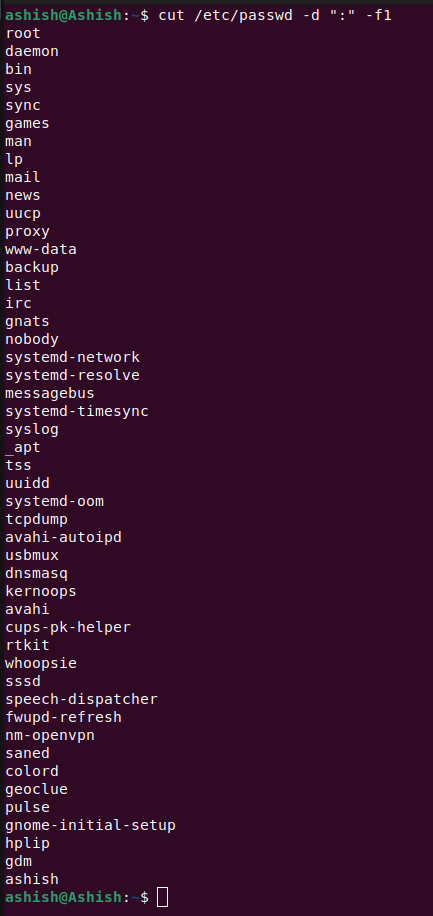 ashish@Ashish:~$ cut /etc/passwd -d ":" -f1
root
daemon
bin
sys
sync
games
man
lp
mail
news
uucp
proxy
www-data
backup
list
irc
gnats
nobody
systemd-network
systemd-resolve
messagebus
systemd-timesync
syslog
_apt
tss
uuidd
systemd-oom
tcpdump
avahi-autoipd
usbmux
dnsmasq
kernoops
avahi
cups-pk-helper
rtkit
whoopsie
sssd
speech-dispatcher
fwupd-refresh
nm-openvpn
saned
colord
geoclue
pulse
gnome-initial-setup
hplip
gdm
ashish
ashish@Ashish:~$